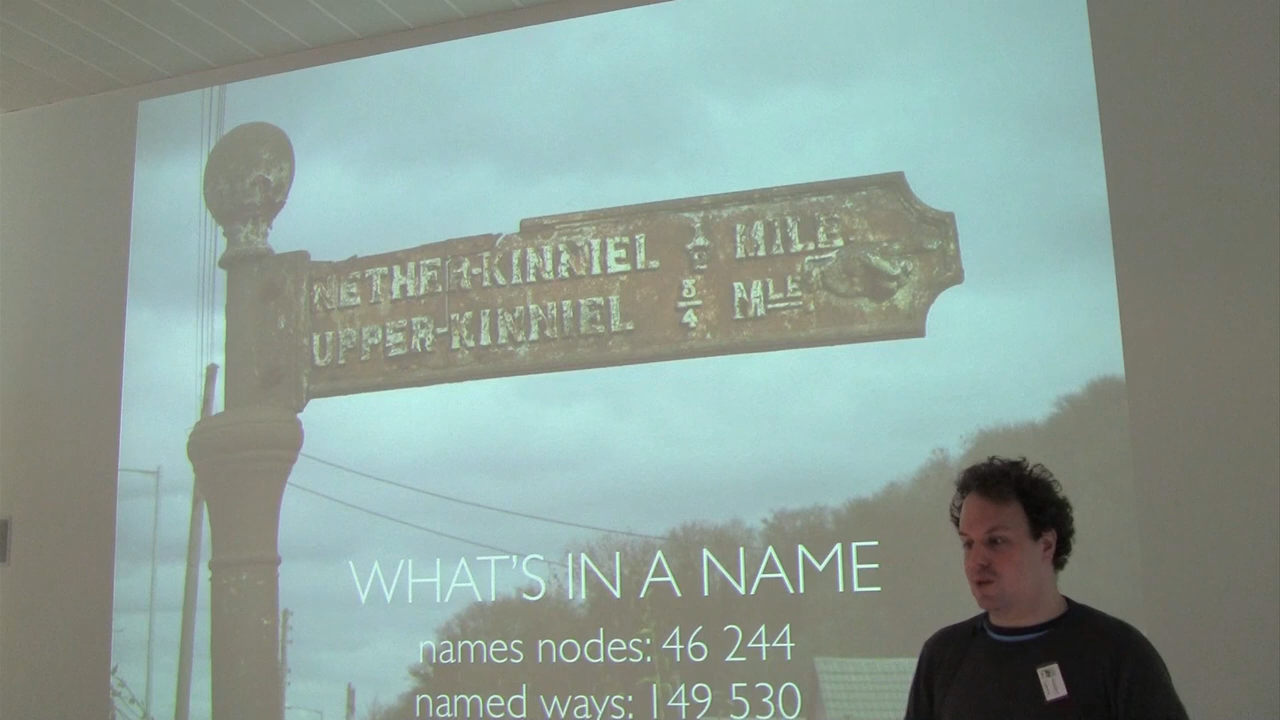 NETHER-KINNIEL 1/2 MILE
UPPER-KINNIEL 3/4 MLE
WHAT'S IN A NAME
names nodes: 46 244
named ways: 149 530